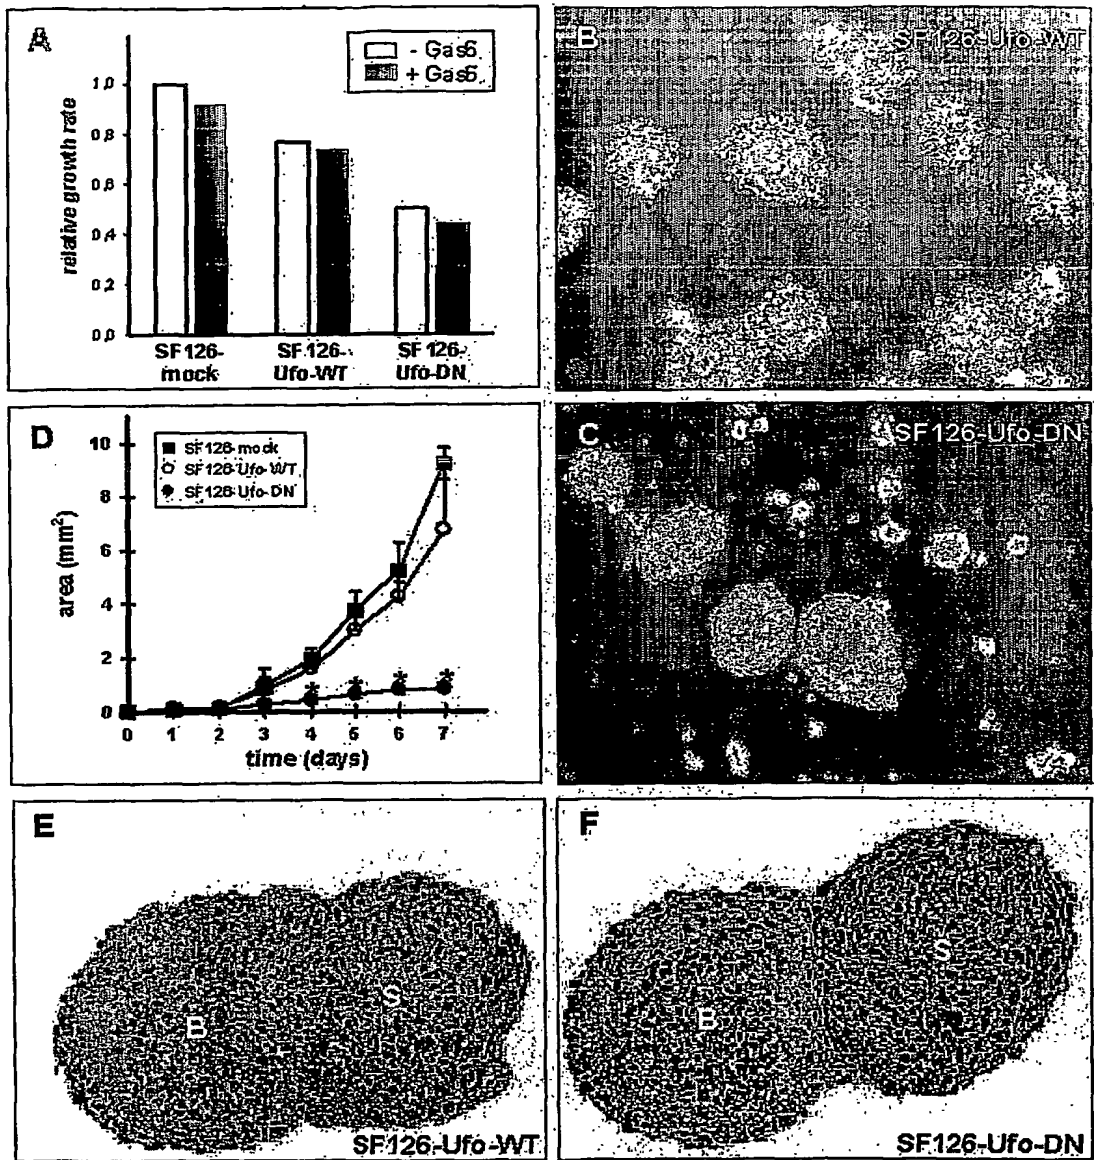 A
- Gas6
+ Gas6
relative growth rate
1,0
0,8
0,6
0,4
0,2
0,0
SF126-
mock
SF126-
Ufo-WT
SF126-
Ufo-DN
B
SF126-Ufo-WT
D
SF126-mock
SF126-Ufo-WT
SF126-Ufo-DN
area (mm²)
10
8
6
4
2
0
* * * *
0 1 2 3 4 5 6 7
time (days)
C
SF126-Ufo-DN
E
B
S
SF126-Ufo-WT
F
B
S
SF126-Ufo-DN